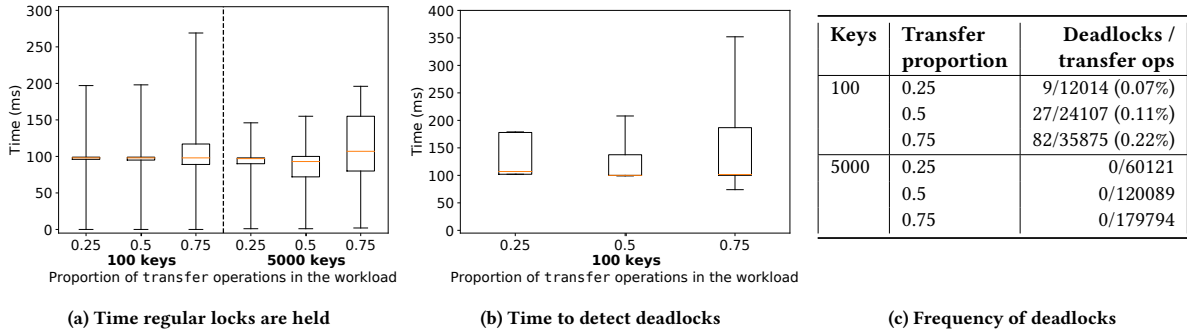 300
250
200
150
100
50
0
Time (ms)
0.25 0.5 0.75 0.25 0.5 0.75
100 keys 5000 keys
Proportion of transfer operations in the workload
(a) Time regular locks are held
400
350
300
250
200
150
100
50
0
Time (ms)
0.25 0.5 0.75
100 keys
Proportion of transfer operations in the workload
(b) Time to detect deadlocks
Keys Transfer Deadlocks /
proportion transfer ops
100 0.25 9/12014 (0.07%)
0.5 27/24107 (0.11%)
0.75 82/35875 (0.22%)
5000 0.25 0/60121
0.5 0/120089
0.75 0/179794
(c) Frequency of deadlocks